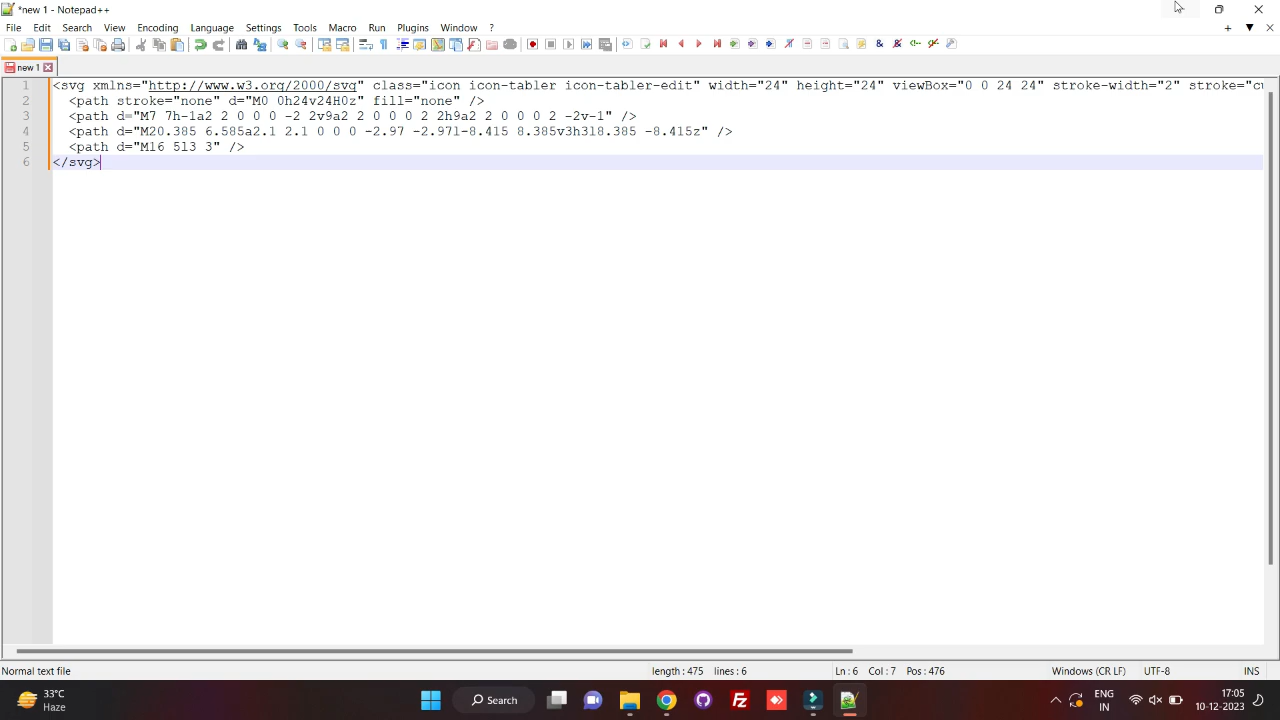 *new 1 - Notepad++
File Edit Search View Encoding Language Settings Tools Macro Run Plugins Window ?
new 1
1 <svg xmlns="http://www.w3.org/2000/svg" class="icon icon-tabler icon-tabler-edit" width="24" height="24" viewBox="0 0 24 24" stroke-width="2" stroke="cu
2 <path stroke="none" d="M0 0h24v24H0z" fill="none" />
3 <path d="M7 7h-1a2 2 0 0 0 -2 2v9a2 2 0 0 0 2 2h9a2 2 0 0 0 2 -2v-1" />
4 <path d="M20.385 6.585a2.1 2.1 0 0 0 -2.97 -2.97l-8.415 8.385v3h3l8.385 -8.415z" />
5 <path d="M16 5l3 3" />
6 </svg>
Normal text file length : 475 lines : 6 Ln : 6 Col : 7 Pos : 476 Windows (CR LF) UTF-8 INS
33°C
Haze
Search
ENG
IN
17:05
10-12-2023